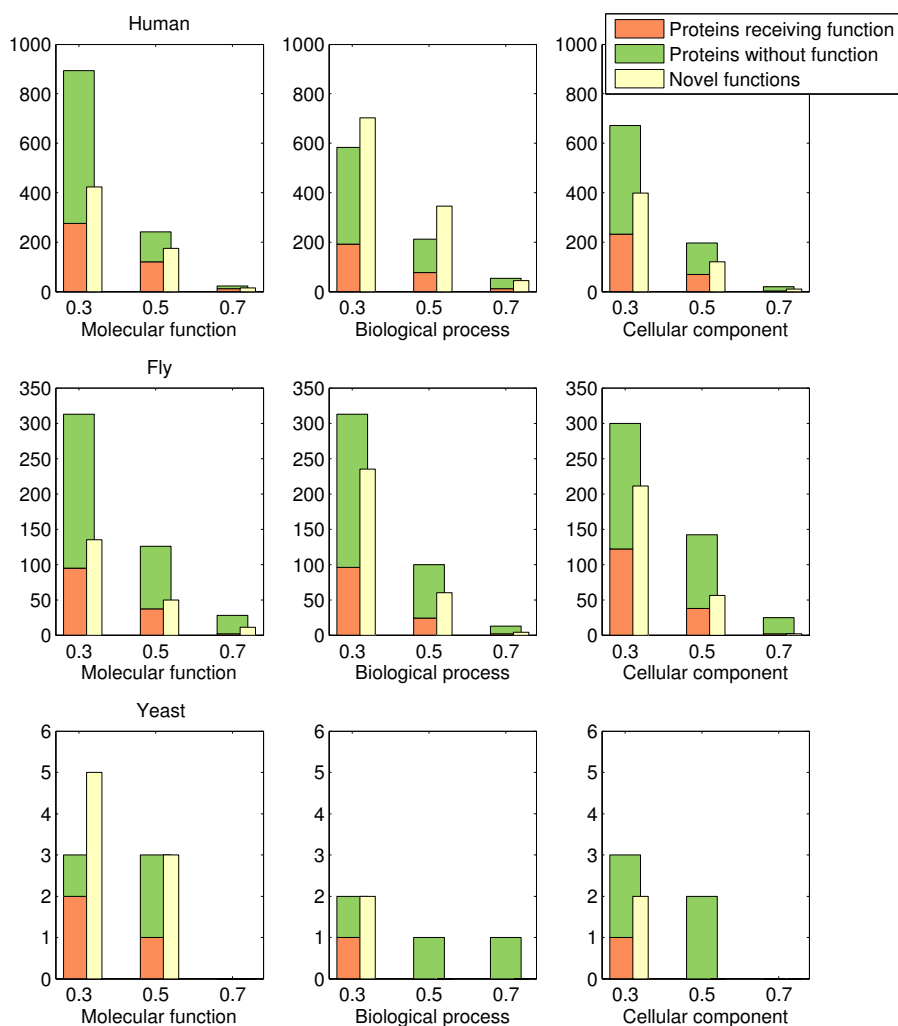 Human
Proteins receiving function
Proteins without function
Novel functions
1000
800
600
400
200
0
0.3 0.5 0.7
Molecular function
1000
800
600
400
200
0
0.3 0.5 0.7
Biological process
1000
800
600
400
200
0
0.3 0.5 0.7
Cellular component
Fly
350
300
250
200
150
100
50
0
0.3 0.5 0.7
Molecular function
350
300
250
200
150
100
50
0
0.3 0.5 0.7
Biological process
350
300
250
200
150
100
50
0
0.3 0.5 0.7
Cellular component
Yeast
6
5
4
3
2
1
0
0.3 0.5 0.7
Molecular function
6
5
4
3
2
1
0
0.3 0.5 0.7
Biological process
6
5
4
3
2
1
0
0.3 0.5 0.7
Cellular component